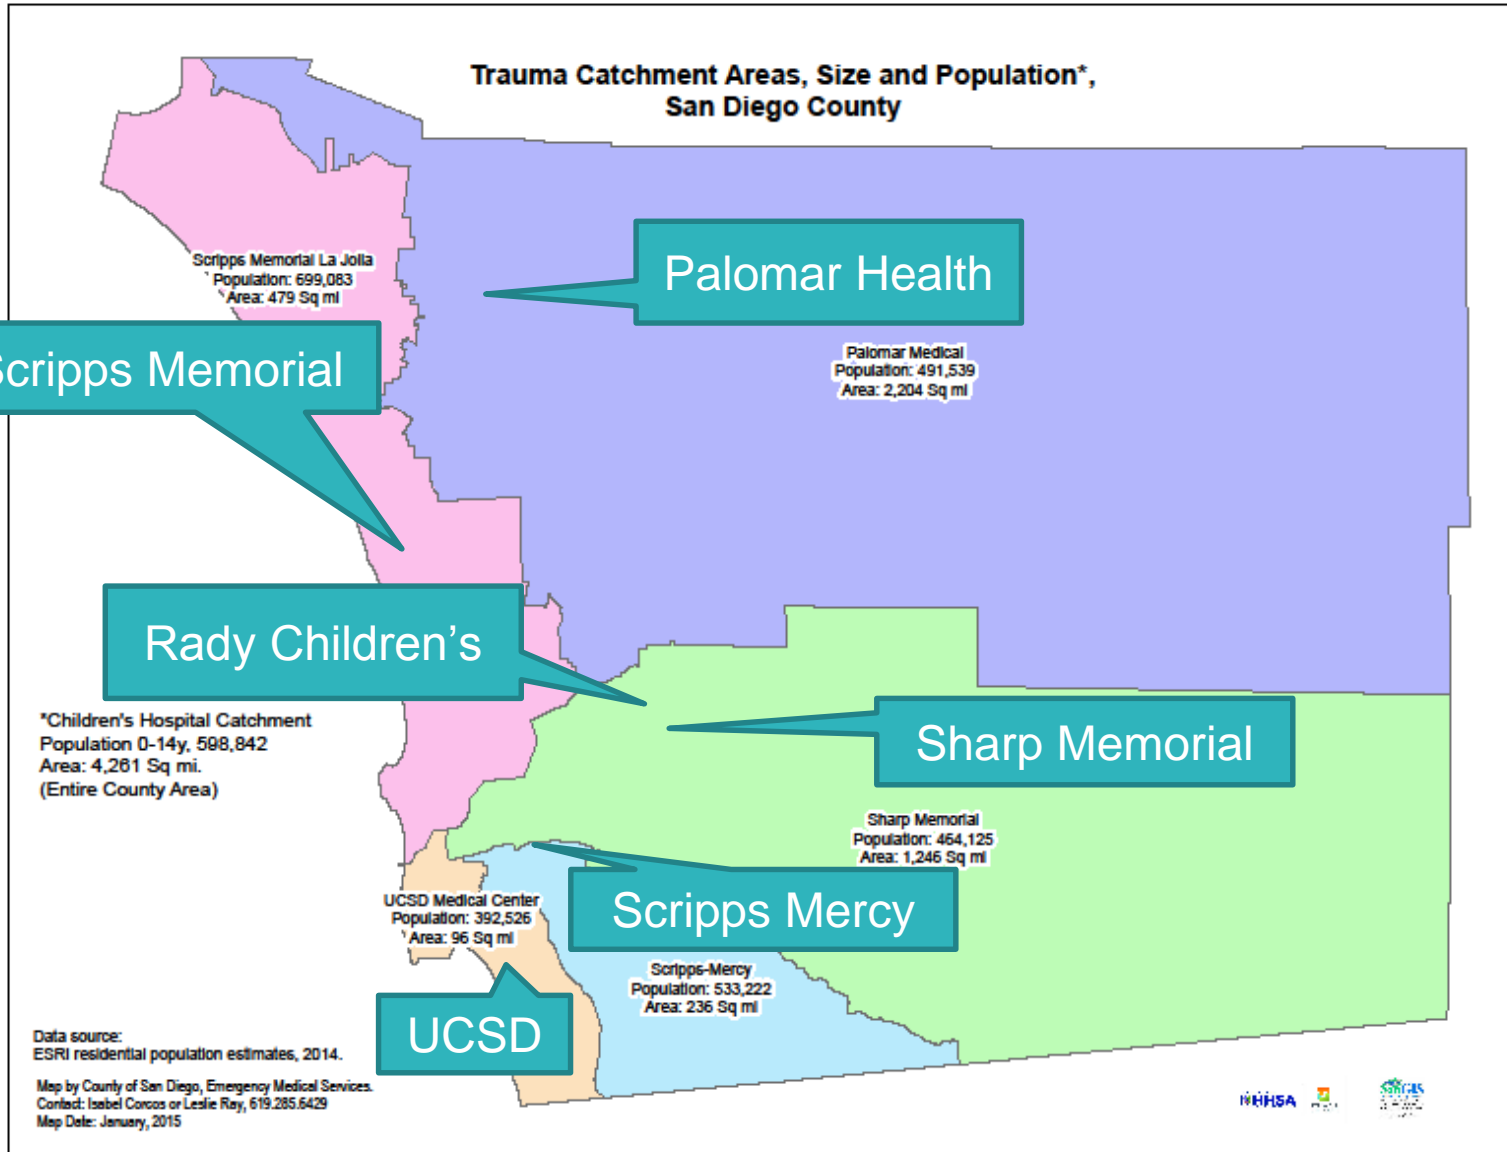 Trauma Catchment Areas, Size and Population*,
San Diego County
Scripps Memorial La Jolla
Population: 699,083
Area: 479 Sq mi
Palomar Health
Palomar Medical
Population: 491,539
Area: 2,204 Sq mi
Scripps Memorial
Rady Children's
*Children's Hospital Catchment
Population 0-14y, 598,842
Area: 4,261 Sq mi.
(Entire County Area)
Sharp Memorial
Sharp Memorial
Population: 464,125
Area: 1,246 Sq mi
UCSD Medical Center
Population: 392,526
Area: 96 Sq mi
Scripps Mercy
Scripps-Mercy
Population: 533,222
Area: 236 Sq mi
UCSD
Data source:
ESRI residential population estimates, 2014.
Map by County of San Diego, Emergency Medical Services.
Contact: Isabel Corcos or Leslie Ray, 619.285.6429
Map Date: January, 2015
HHSA
SanGIS